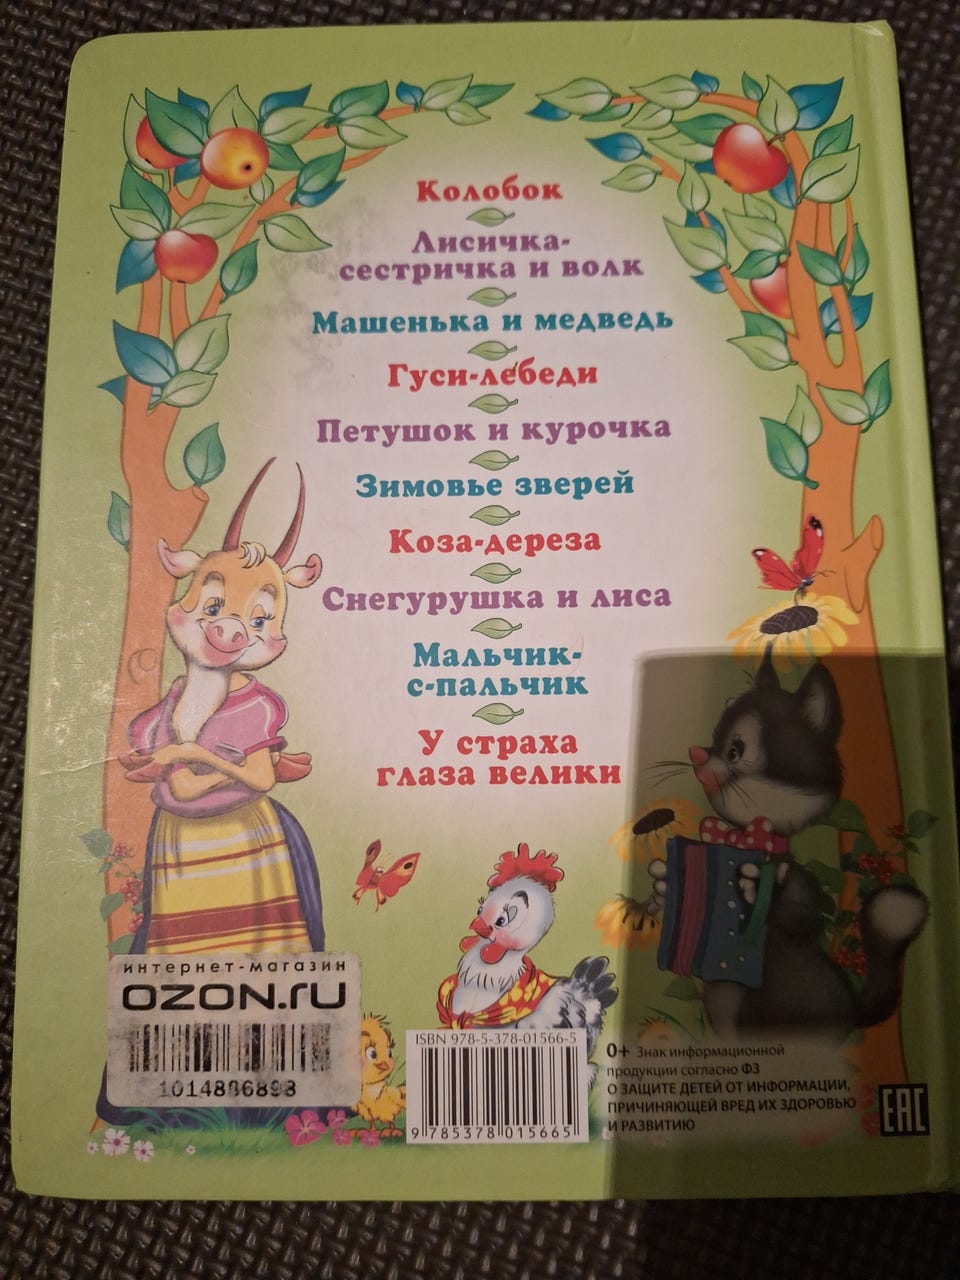 Колобок
Лисичка-
сестричка и волк
Машенька и медведь
Гуси-лебеди
Петушок и курочка
Зимовье зверей
Коза-дереза
Снегурушка и лиса
Мальчик-
с-пальчик
У страха
глаза велики
интернет-магазин
OZON.ru
1014886893
ISBN 978-5-378-01566-5
9 785378 015665
0+ Знак информационной
продукции согласно ФЗ
О ЗАЩИТЕ ДЕТЕЙ ОТ ИНФОРМАЦИИ,
ПРИЧИНЯЮЩЕЙ ВРЕД ИХ ЗДОРОВЬЮ
И РАЗВИТИЮ
EAC